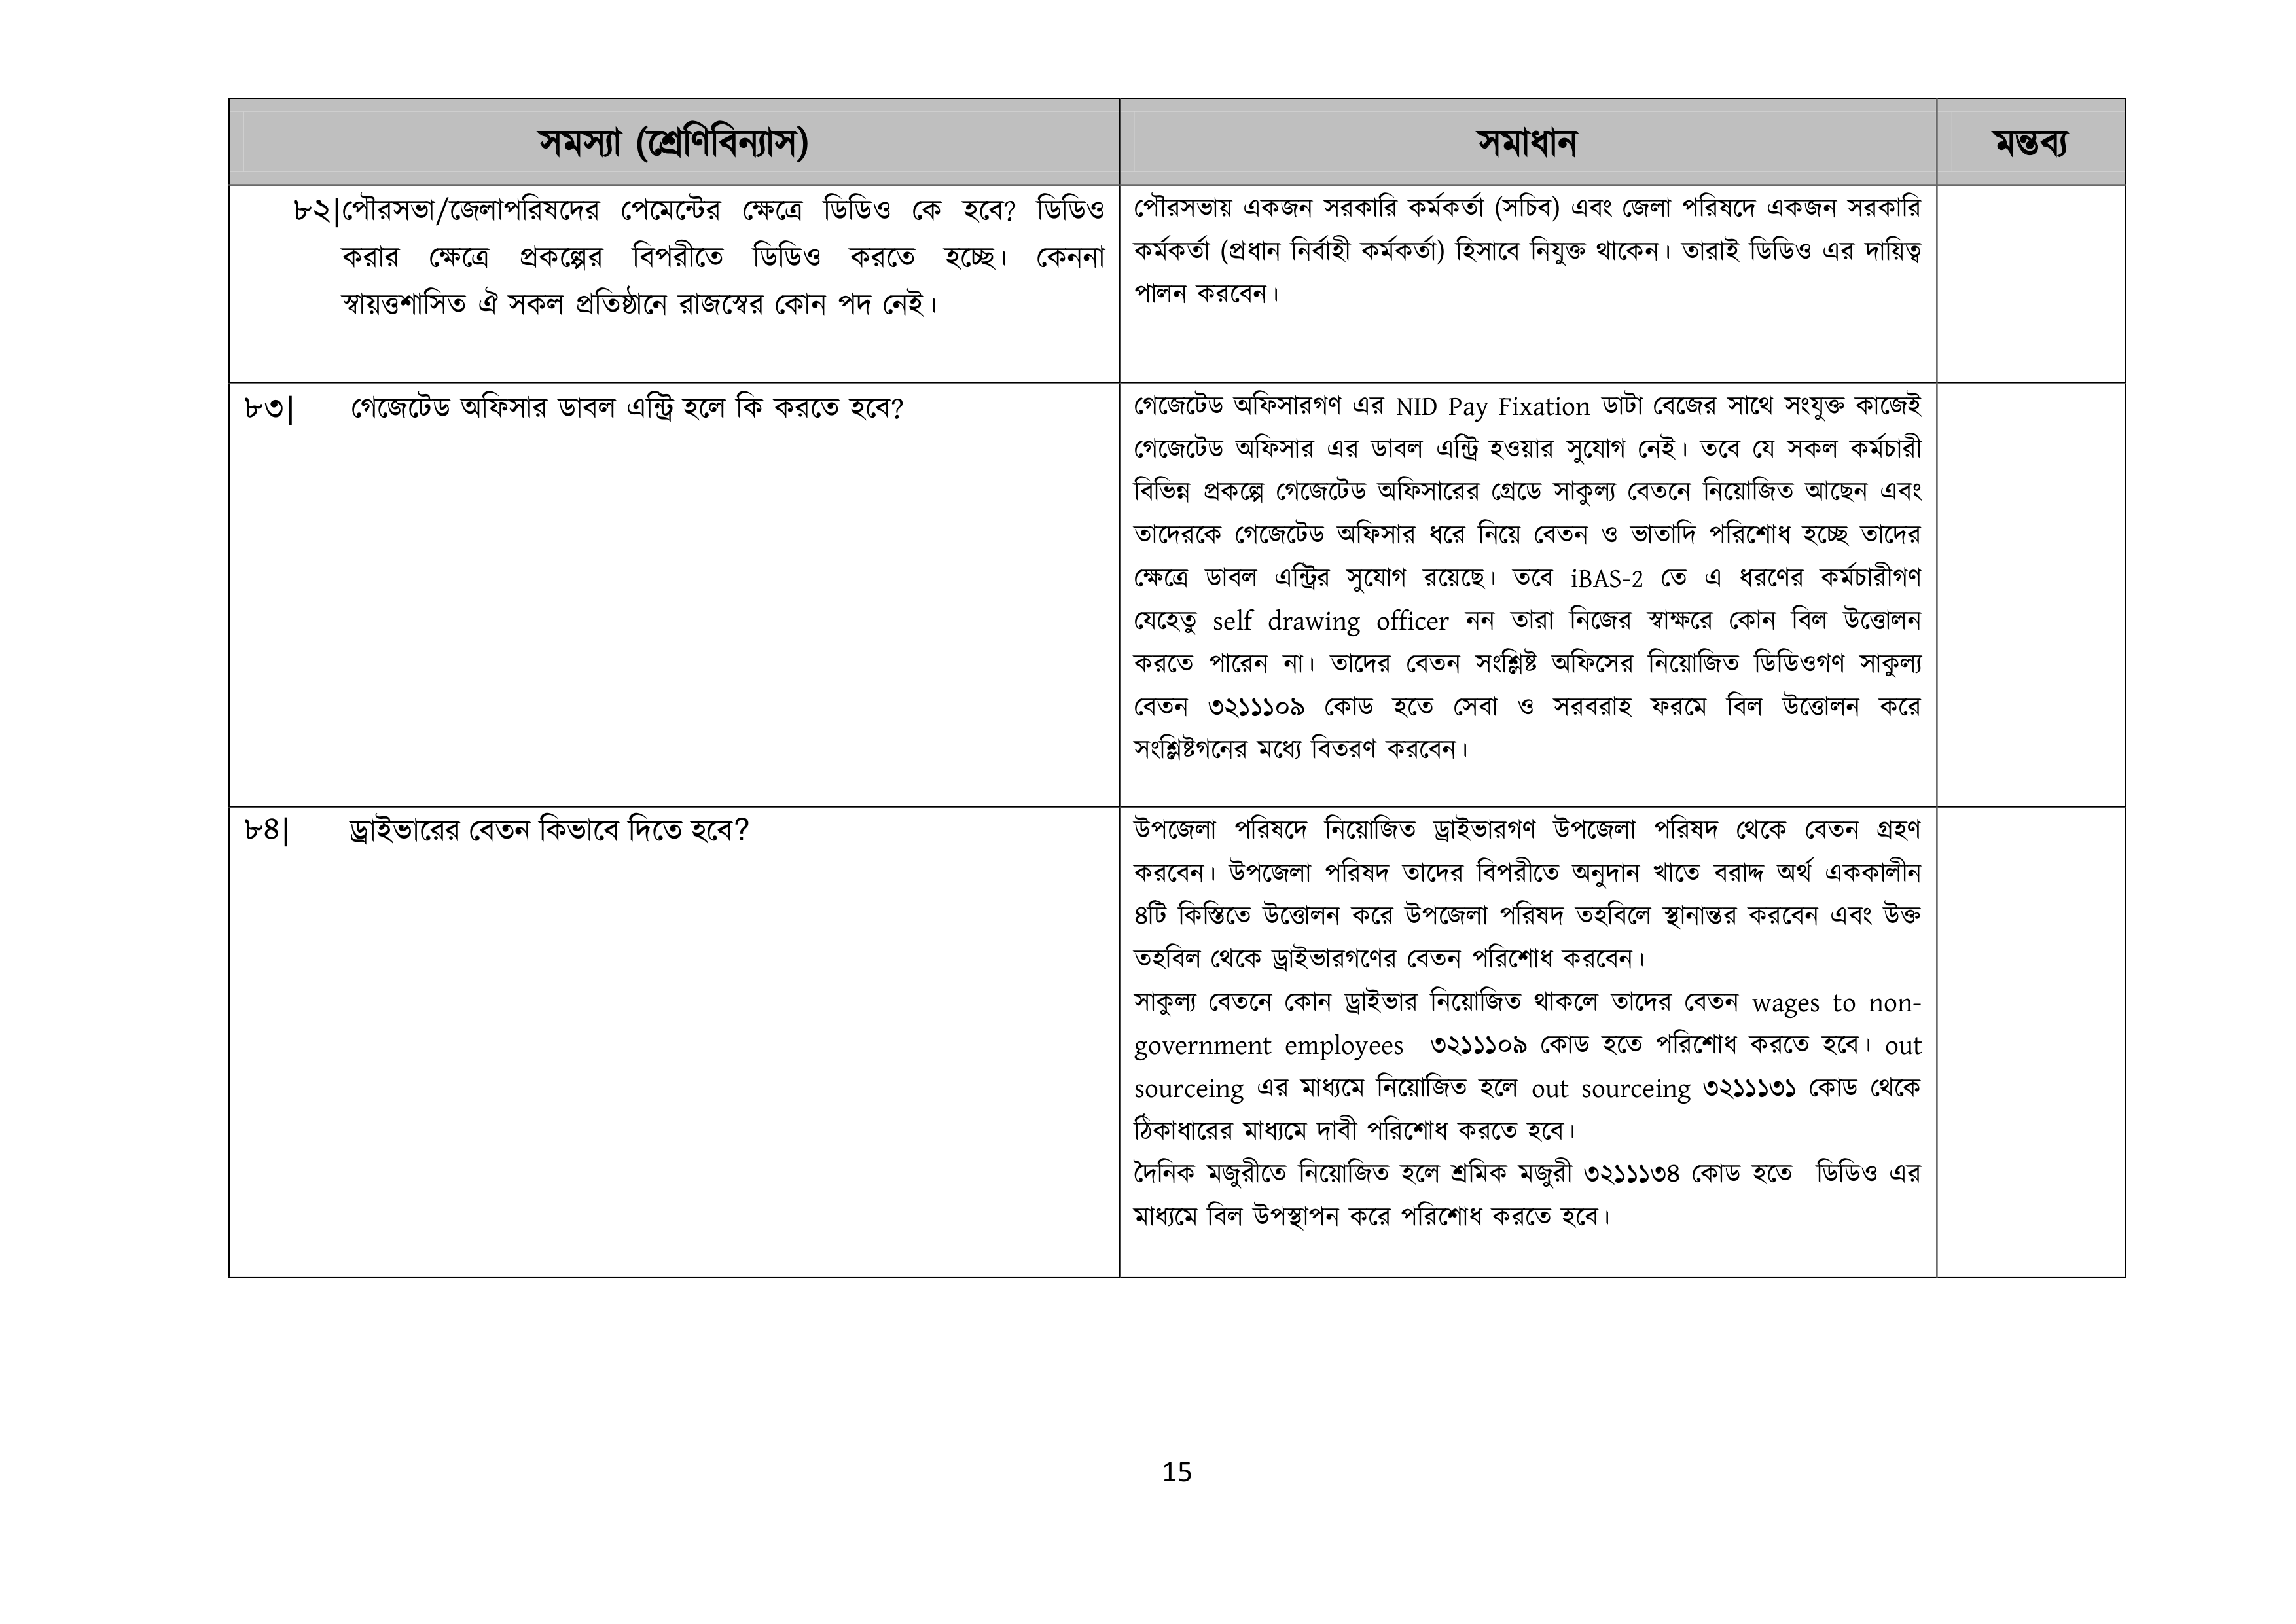 সমস্যা (শ্রেণিবিন্যাস)
সমাধান
মন্তব্য
৮২|পৌরসভা/জেলাপরিষদের পেমেন্টের ক্ষেত্রে ডিডিও কে হবে? ডিডিও
করার ক্ষেত্রে প্রকল্পের বিপরীতে ডিডিও করতে হচ্ছে। কেননা
স্বায়ত্তশাসিত ঐ সকল প্রতিষ্ঠানে রাজস্বের কোন পদ নেই।
পৌরসভায় একজন সরকারি কর্মকর্তা (সচিব) এবং জেলা পরিষদে একজন সরকারি
কর্মকর্তা (প্রধান নির্বাহী কর্মকর্তা) হিসাবে নিযুক্ত থাকেন। তারাই ডিডিও এর দায়িত্ব
পালন করবেন।
৮৩| গেজেটেড অফিসার ডাবল এন্ট্রি হলে কি করতে হবে?
গেজেটেড অফিসারগণ এর NID Pay Fixation ডাটা বেজের সাথে সংযুক্ত কাজেই
গেজেটেড অফিসার এর ডাবল এন্ট্রি হওয়ার সুযোগ নেই। তবে যে সকল কর্মচারী
বিভিন্ন প্রকল্পে গেজেটেড অফিসারের গ্রেডে সাকুল্য বেতনে নিয়োজিত আছেন এবং
তাদেরকে গেজেটেড অফিসার ধরে নিয়ে বেতন ও ভাতাদি পরিশোধ হচ্ছে তাদের
ক্ষেত্রে ডাবল এন্ট্রির সুযোগ রয়েছে। তবে iBAS-2 তে এ ধরণের কর্মচারীগণ
যেহেতু self drawing officer নন তারা নিজের স্বাক্ষরে কোন বিল উত্তোলন
করতে পারেন না। তাদের বেতন সংশ্লিষ্ট অফিসের নিয়োজিত ডিডিওগণ সাকুল্য
বেতন ৩২১১১০৯ কোড হতে সেবা ও সরবরাহ ফরমে বিল উত্তোলন করে
সংশ্লিষ্টগনের মধ্যে বিতরণ করবেন।
৮৪| ড্রাইভারের বেতন কিভাবে দিতে হবে?
উপজেলা পরিষদে নিয়োজিত ড্রাইভারগণ উপজেলা পরিষদ থেকে বেতন গ্রহণ
করবেন। উপজেলা পরিষদ তাদের বিপরীতে অনুদান খাতে বরাদ্দ অর্থ এককালীন
৪টি কিস্তিতে উত্তোলন করে উপজেলা পরিষদ তহবিলে স্থানান্তর করবেন এবং উক্ত
তহবিল থেকে ড্রাইভারগণের বেতন পরিশোধ করবেন।
সাকুল্য বেতনে কোন ড্রাইভার নিয়োজিত থাকলে তাদের বেতন wages to non-
government employees ৩২১১১০৯ কোড হতে পরিশোধ করতে হবে। out
sourceing এর মাধ্যমে নিয়োজিত হলে out sourceing ৩২১১১৩১ কোড থেকে
ঠিকাধারের মাধ্যমে দাবী পরিশোধ করতে হবে।
দৈনিক মজুরীতে নিয়োজিত হলে শ্রমিক মজুরী ৩২১১১৩৪ কোড হতে ডিডিও এর
মাধ্যমে বিল উপস্থাপন করে পরিশোধ করতে হবে।
15